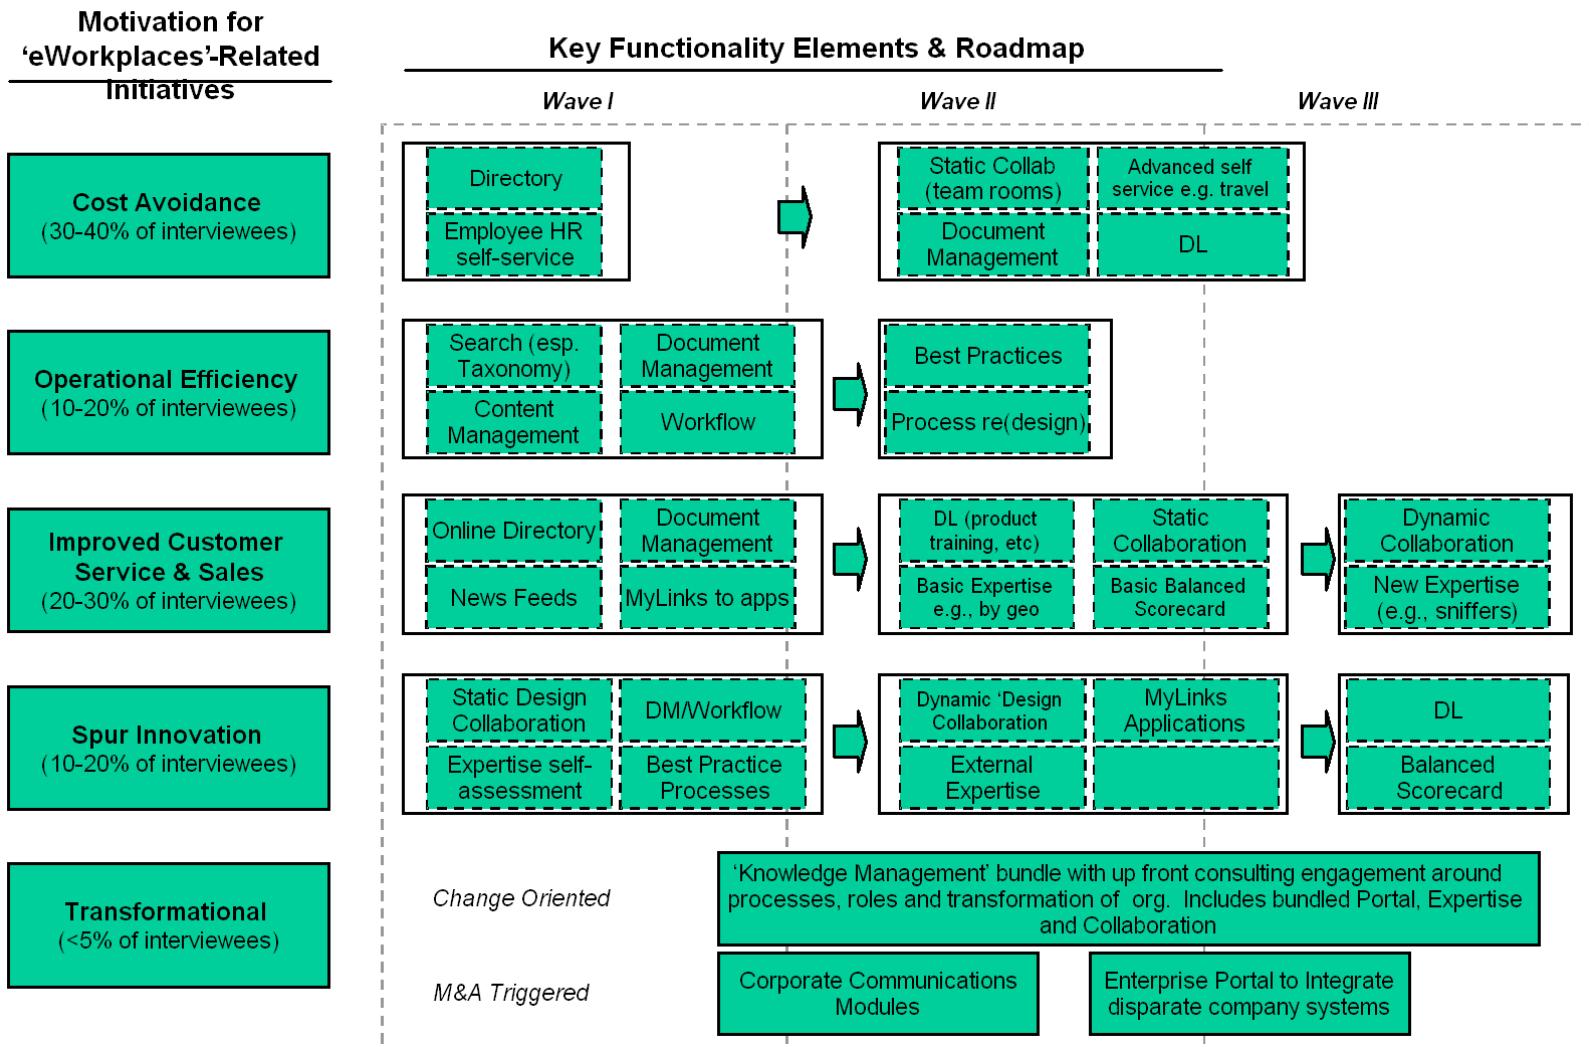 Motivation for
‘eWorkplaces’-Related
Initiatives
Key Functionality Elements & Roadmap
Wave I
Wave II
Wave III
Cost Avoidance
(30-40% of interviewees)
Directory
Employee HR
self-service
Static Collab
(team rooms)
Advanced self
service e.g. travel
Document
Management
DL
Operational Efficiency
(10-20% of interviewees)
Search (esp.
Taxonomy)
Document
Management
Content
Management
Workflow
Best Practices
Process re(design)
Improved Customer
Service & Sales
(20-30% of interviewees)
Online Directory
Document
Management
News Feeds
MyLinks to apps
DL (product
training, etc)
Static
Collaboration
Basic Expertise
e.g., by geo
Basic Balanced
Scorecard
Dynamic
Collaboration
New Expertise
(e.g., sniffers)
Spur Innovation
(10-20% of interviewees)
Static Design
Collaboration
DM/Workflow
Expertise self-
assessment
Best Practice
Processes
Dynamic ‘Design
Collaboration
MyLinks
Applications
External
Expertise
DL
Balanced
Scorecard
Transformational
(<5% of interviewees)
Change Oriented
‘Knowledge Management’ bundle with up front consulting engagement around
processes, roles and transformation of org. Includes bundled Portal, Expertise
and Collaboration
M&A Triggered
Corporate Communications
Modules
Enterprise Portal to Integrate
disparate company systems